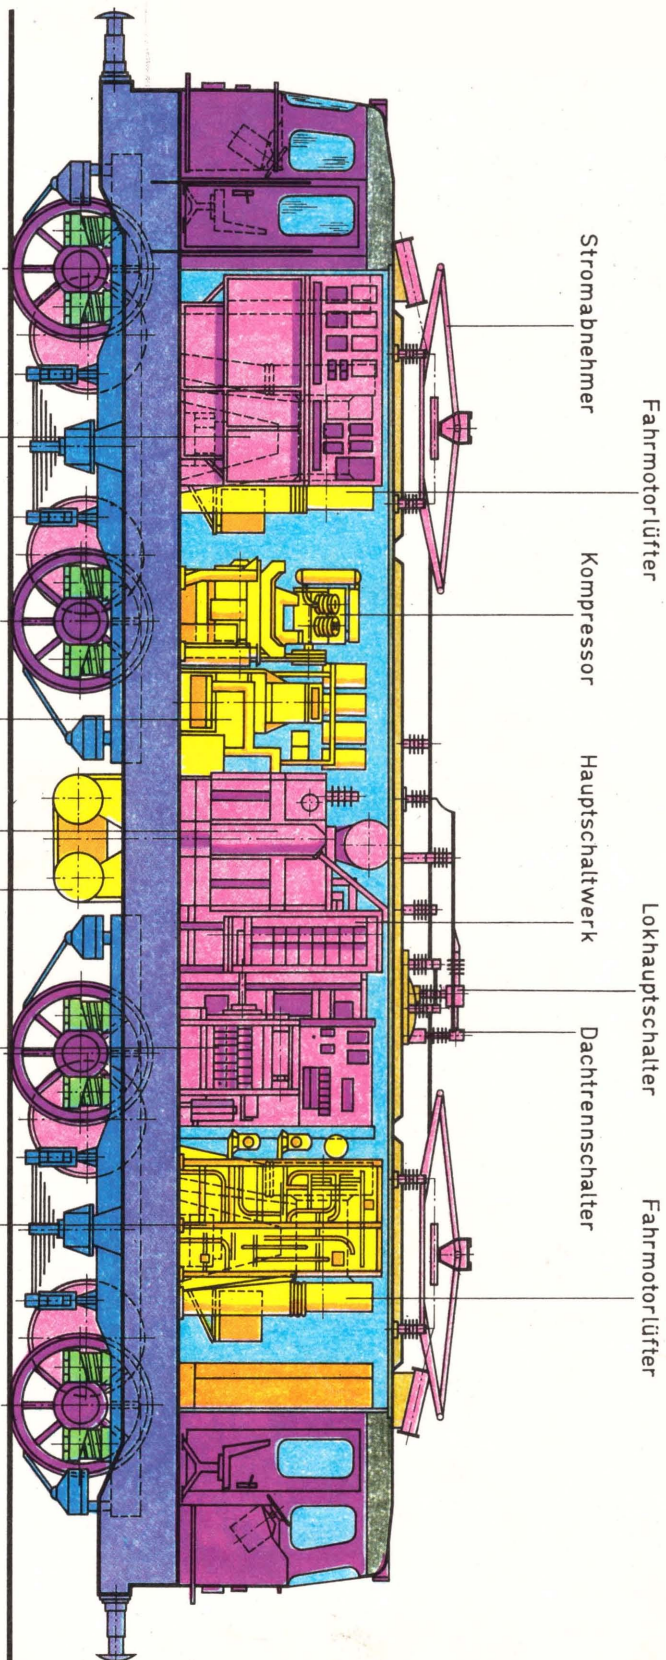 Stromabnehmer
Fahrmotorlüfter
Kompressor
Hauptschaltwerk
Lokhauptschalter
Dachtrennschalter
Fahrmotorlüfter